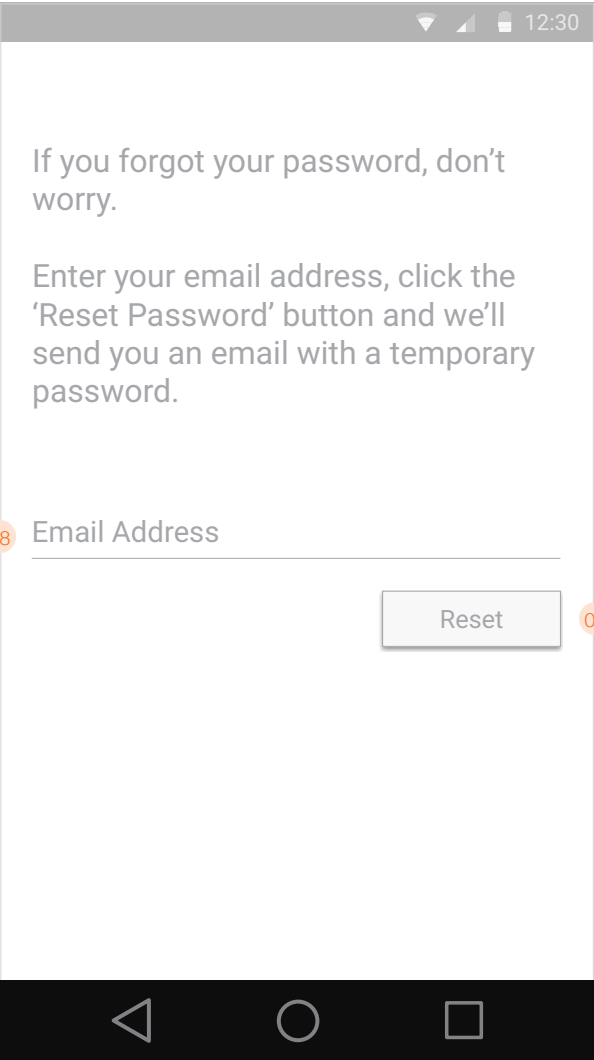 12:30
If you forgot your password, don’t
worry.
Enter your email address, click the
‘Reset Password’ button and we’ll
send you an email with a temporary
password.
8
Email Address
Reset
0